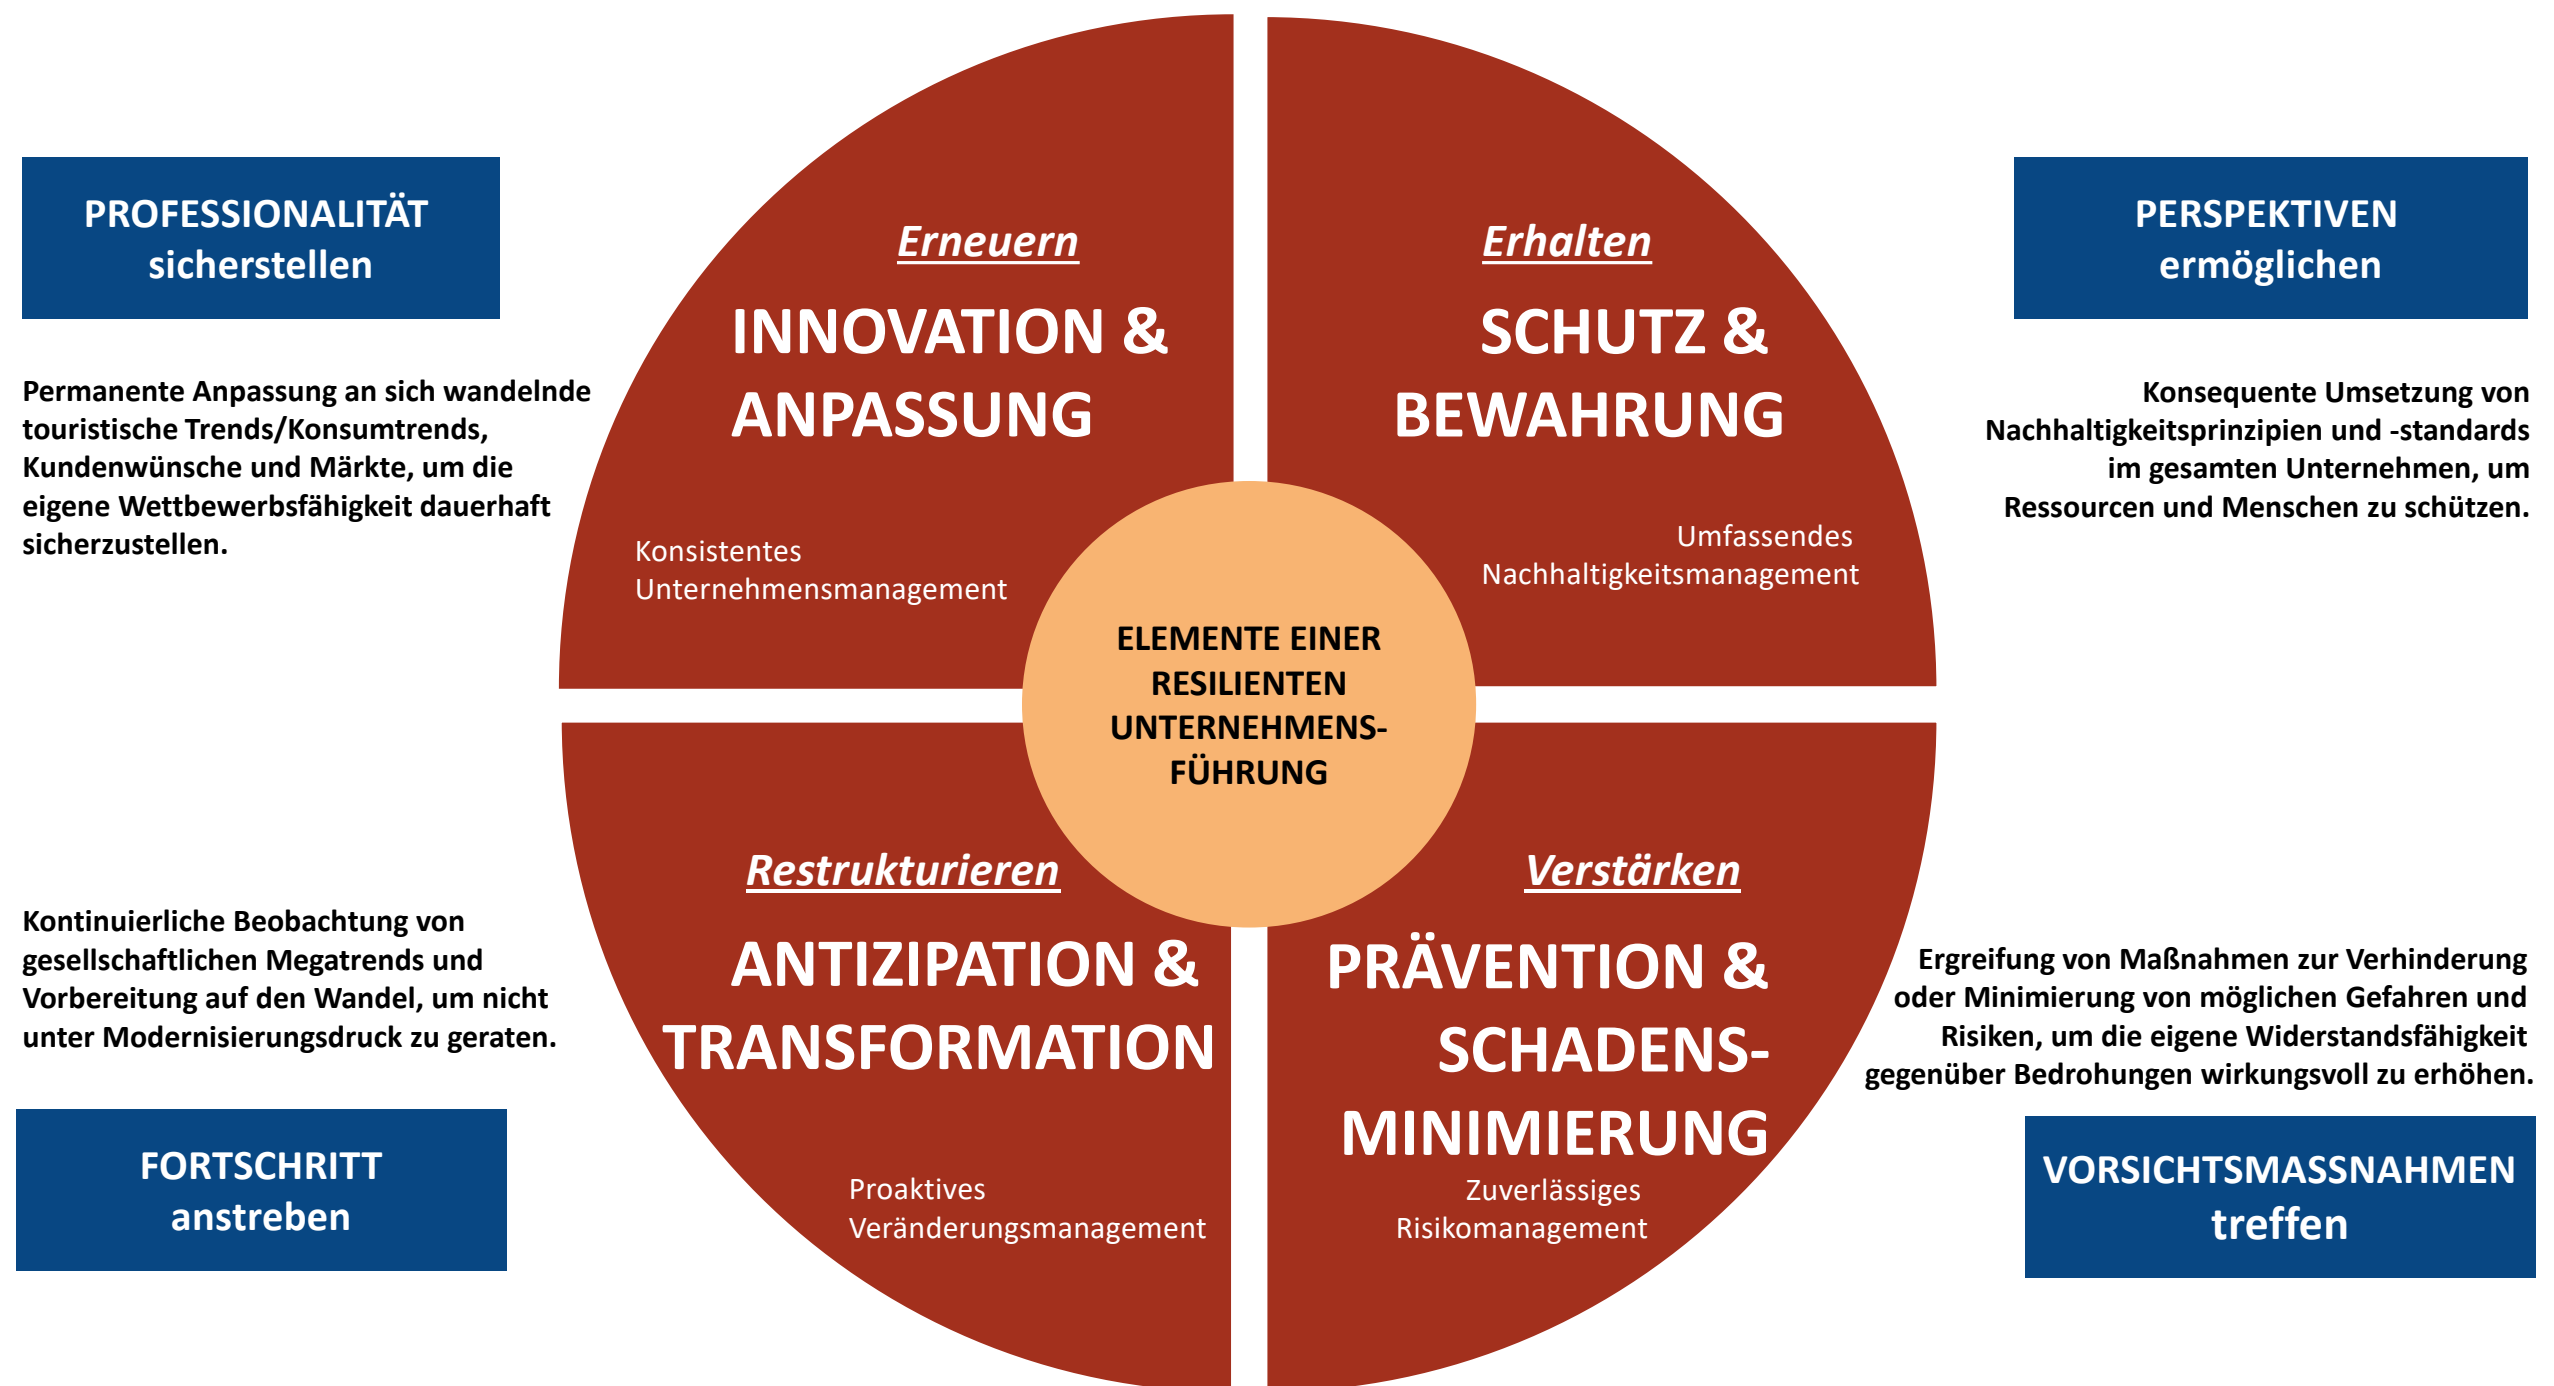 PROFESSIONALITÄT
sicherstellen
Permanente Anpassung an sich wandelnde
touristische Trends/Konsumtrends,
Kundenwünsche und Märkte, um die
eigene Wettbewerbsfähigkeit dauerhaft
sicherzustellen.
Erneuern
INNOVATION &
ANPASSUNG
Konsistentes
Unternehmensmanagement
Erhalten
SCHUTZ &
BEWAHRUNG
Umfassendes
Nachhaltigkeitsmanagement
PERSPEKTIVEN
ermöglichen
Konsequente Umsetzung von
Nachhaltigkeitsprinzipien und -standards
im gesamten Unternehmen, um
Ressourcen und Menschen zu schützen.
ELEMENTE EINER
RESILIENTEN
UNTERNEHMENS-
FÜHRUNG
Kontinuierliche Beobachtung von
gesellschaftlichen Megatrends und
Vorbereitung auf den Wandel, um nicht
unter Modernisierungsdruck zu geraten.
FORTSCHRITT
anstreben
Restrukturieren
ANTIZIPATION &
TRANSFORMATION
Proaktives
Veränderungsmanagement
Verstärken
PRÄVENTION &
SCHADENS-
MINIMIERUNG
Zuverlässiges
Risikomanagement
Ergreifung von Maßnahmen zur Verhinderung
oder Minimierung von möglichen Gefahren und
Risiken, um die eigene Widerstandsfähigkeit
gegenüber Bedrohungen wirkungsvoll zu erhöhen.
VORSICHTSMASSNAHMEN
treffen